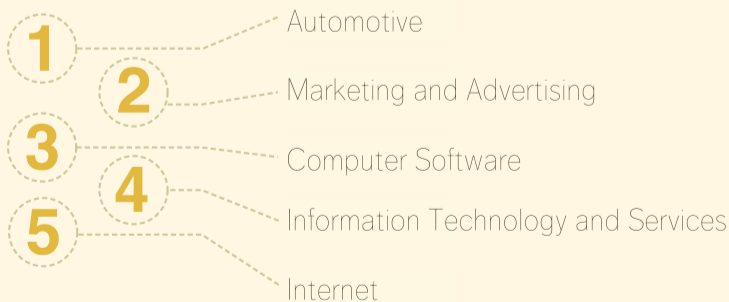 1 Automotive
2 Marketing and Advertising
3 Computer Software
4 Information Technology and Services
5 Internet